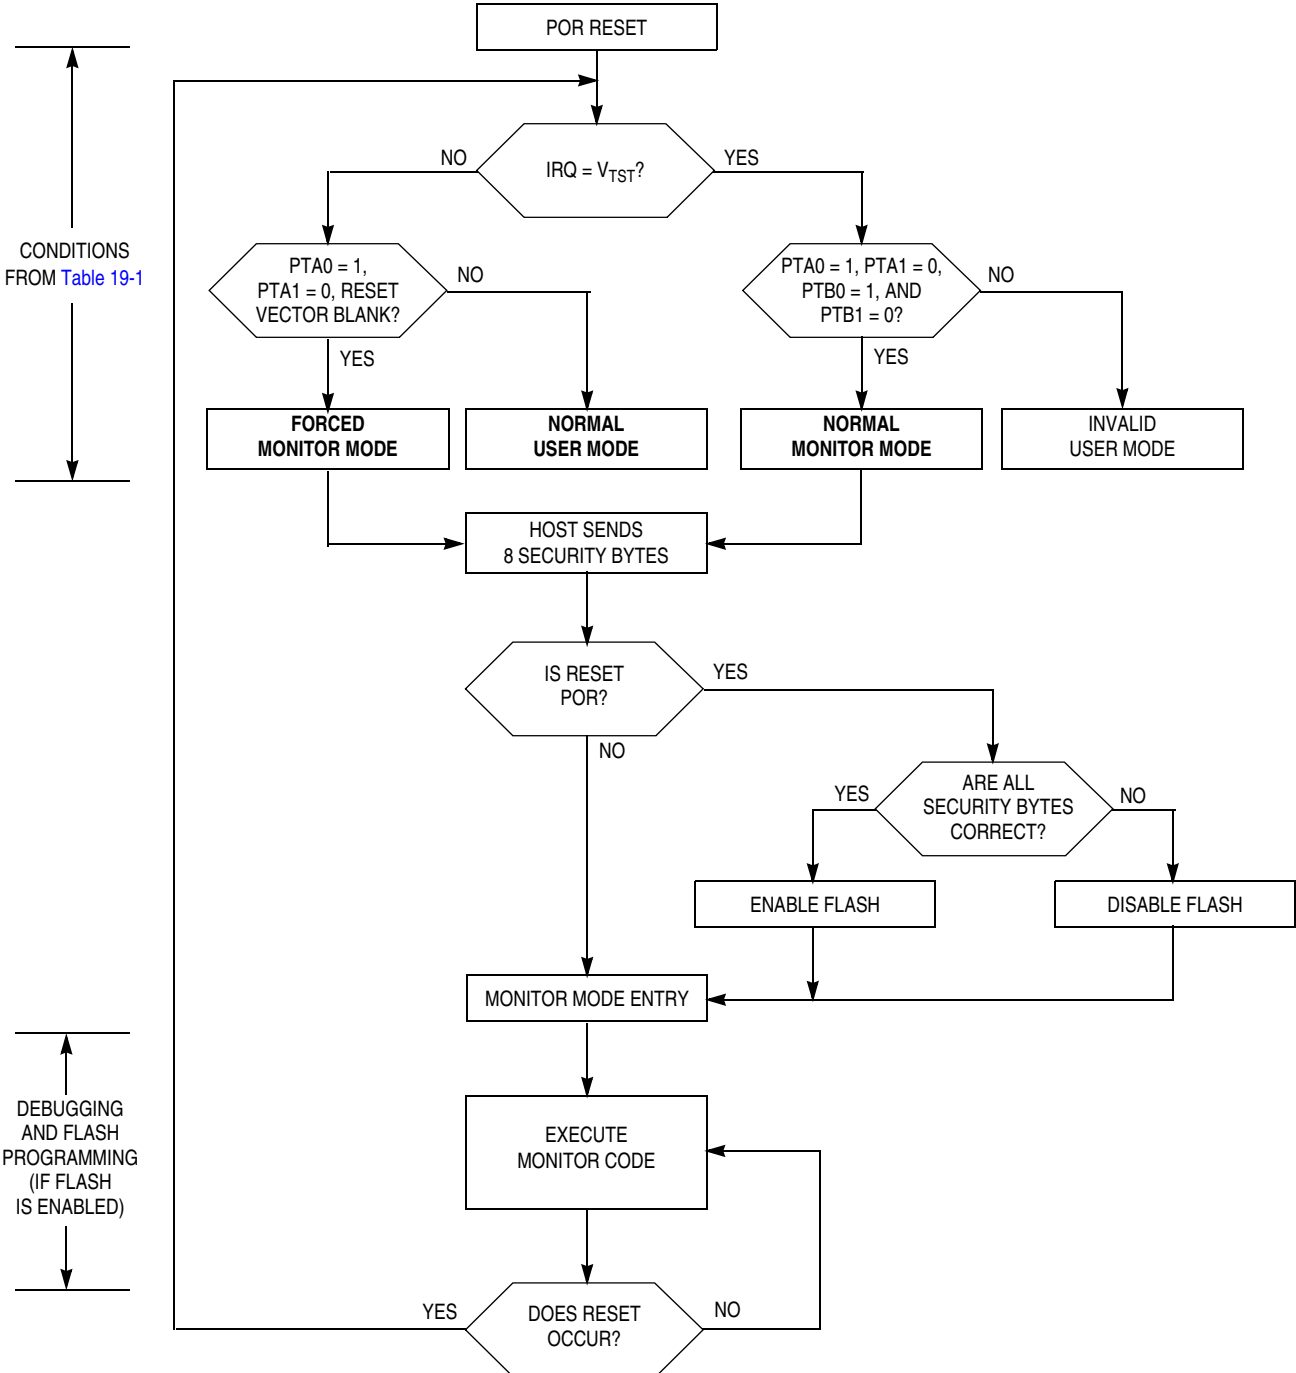 POR RESET
NO
YES
IRQ = VTST?
CONDITIONS
FROM Table 19-1
PTA0 = 1,
PTA1 = 0, RESET
VECTOR BLANK?
NO
YES
PTA0 = 1, PTA1 = 0,
PTB0 = 1, AND
PTB1 = 0?
NO
YES
FORCED
MONITOR MODE
NORMAL
USER MODE
NORMAL
MONITOR MODE
INVALID
USER MODE
HOST SENDS
8 SECURITY BYTES
IS RESET
POR?
YES
NO
ARE ALL
SECURITY BYTES
CORRECT?
YES
NO
ENABLE FLASH
DISABLE FLASH
MONITOR MODE ENTRY
DEBUGGING
AND FLASH
PROGRAMMING
(IF FLASH
IS ENABLED)
EXECUTE
MONITOR CODE
YES
DOES RESET
OCCUR?
NO